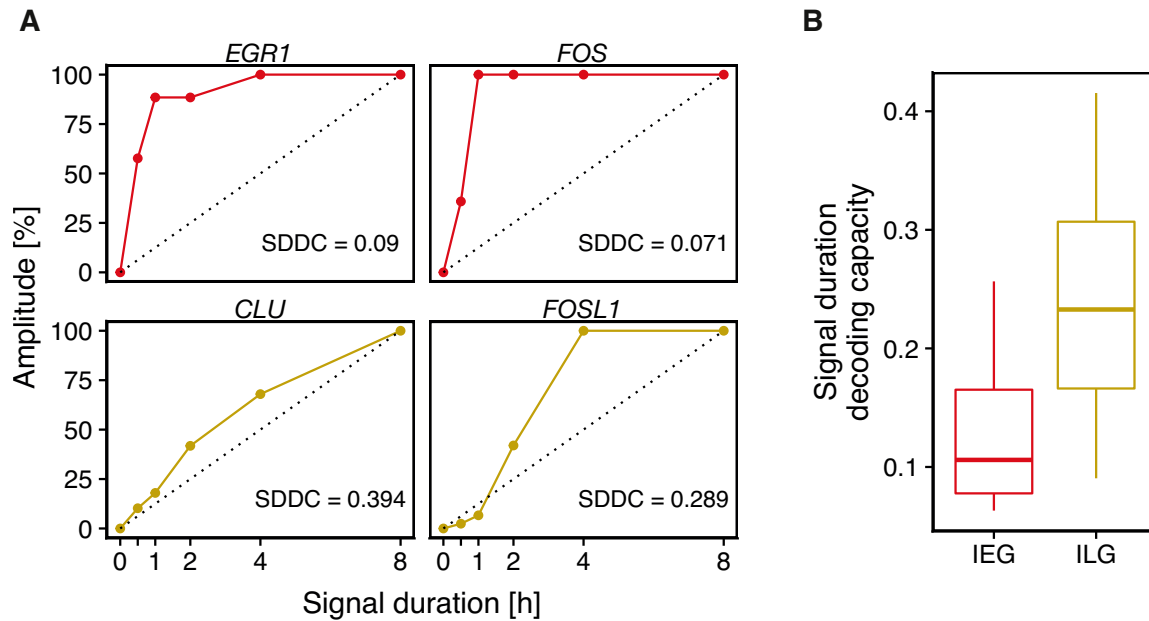 A
B
EGR1
FOS
100
75
50
25
0
SDDC = 0.09
SDDC = 0.071
CLU
FOSL1
100
75
50
25
0
SDDC = 0.394
SDDC = 0.289
0
1
2
4
8
0
1
2
4
8
Amplitude [%]
Signal duration [h]
Signal duration
decoding capacity
0.4
0.3
0.2
0.1
IEG
ILG